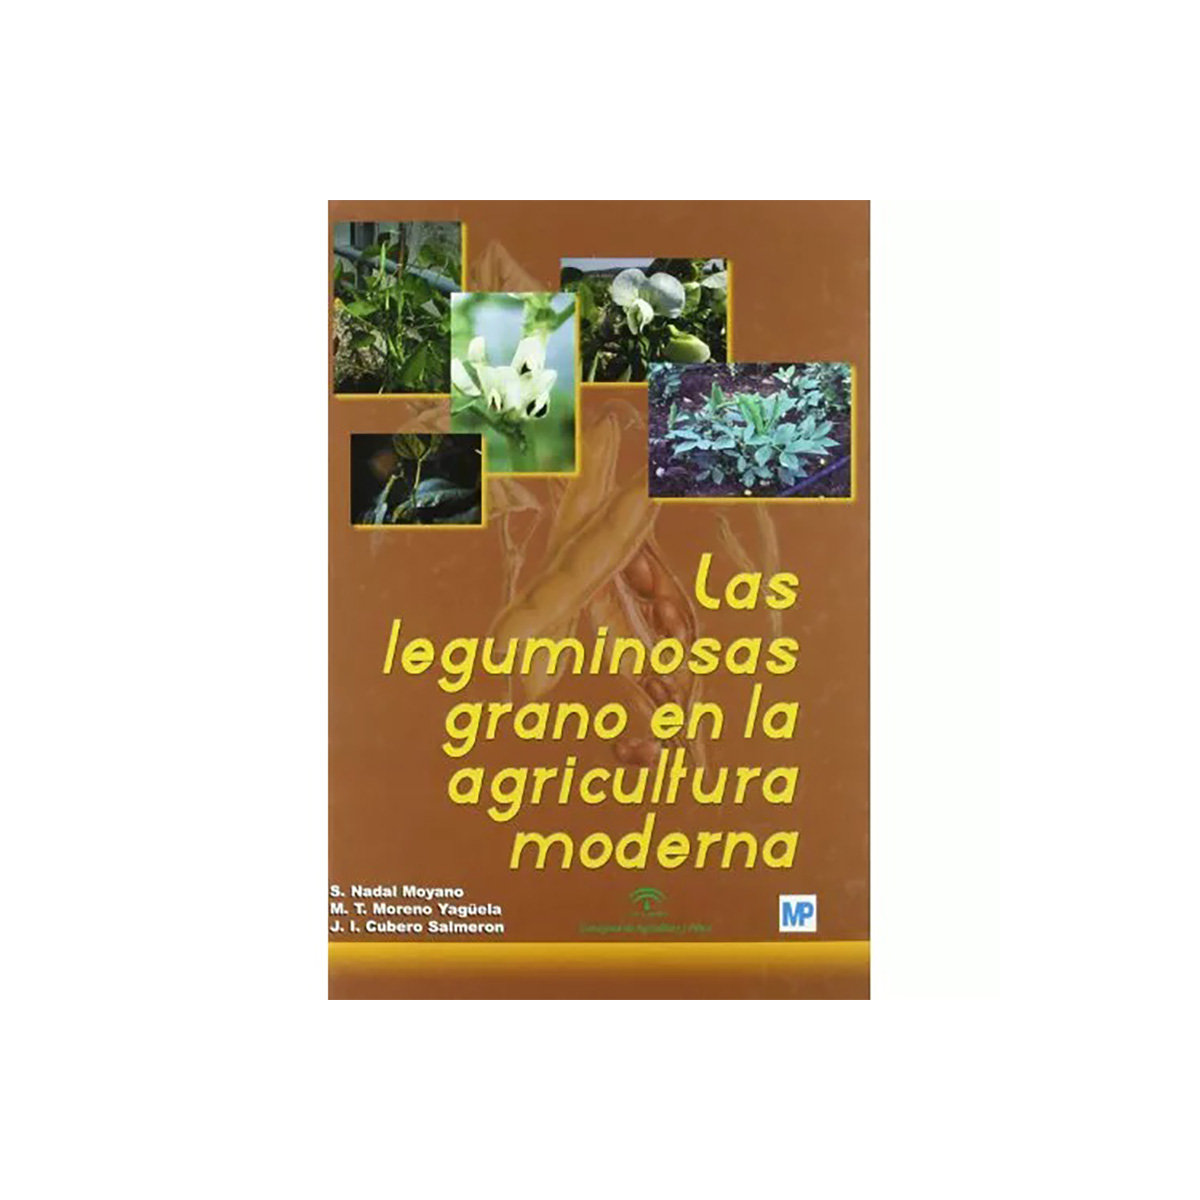 Las
leguminosas
grano en la
agricultura
moderna
S. Nadal Moyano
M. T. Moreno Yagüela
J. I. Cubero Salmeron
MP